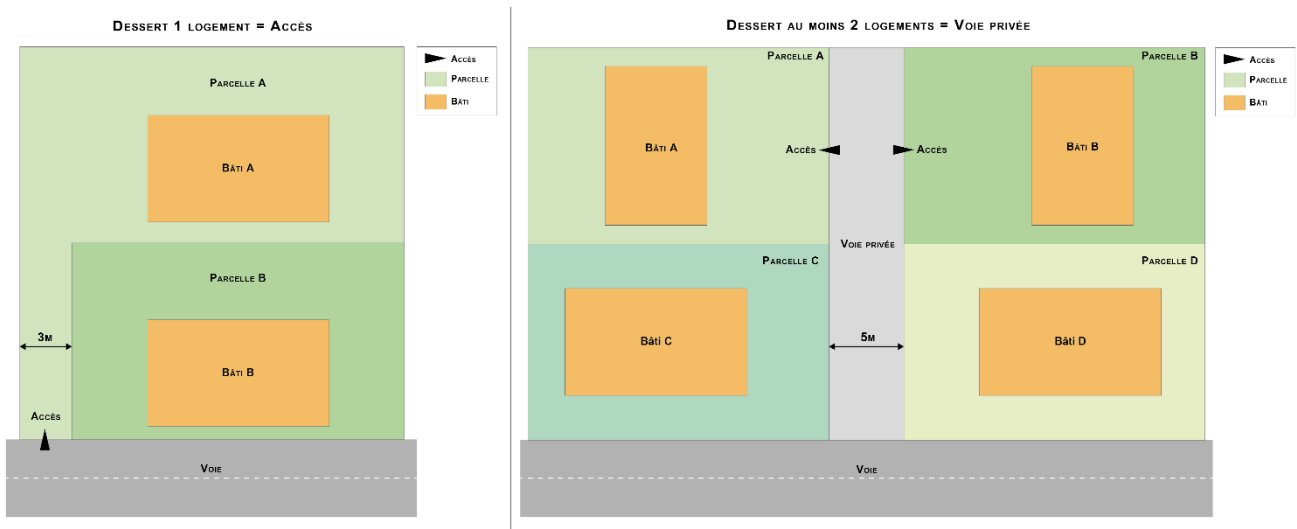 Dessert 1 logement = Accès
Accès
Parcelle
Bâti
Parcelle A
Bâti A
Parcelle B
3m
Bâti B
Accès
Voie
Dessert au moins 2 logements = Voie privée
Accès
Parcelle
Bâti
Parcelle A
Parcelle B
Bâti A
Accès
Accès
Bâti B
Voie privée
Parcelle C
Parcelle D
Bâti C
5m
Bâti D
Voie